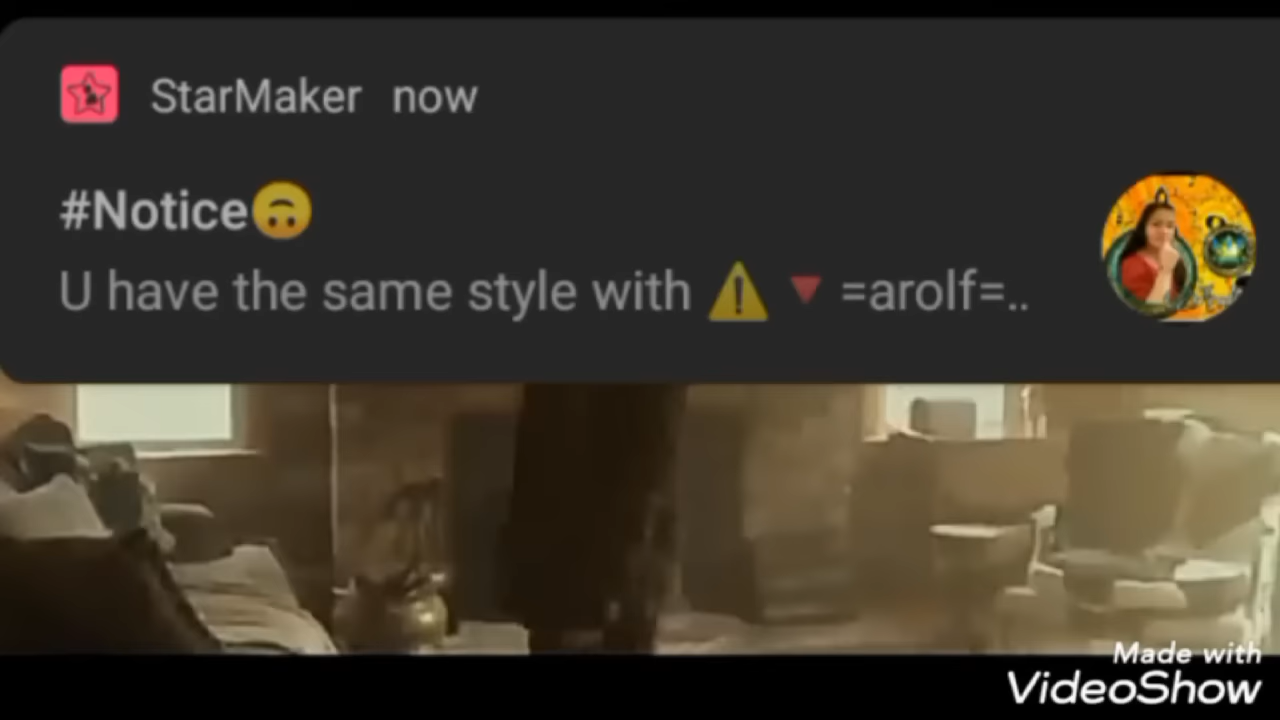 StarMaker now
#Notice🙃
U have the same style with ⚠️ 🔻 =arolf=..
Made with
VideoShow